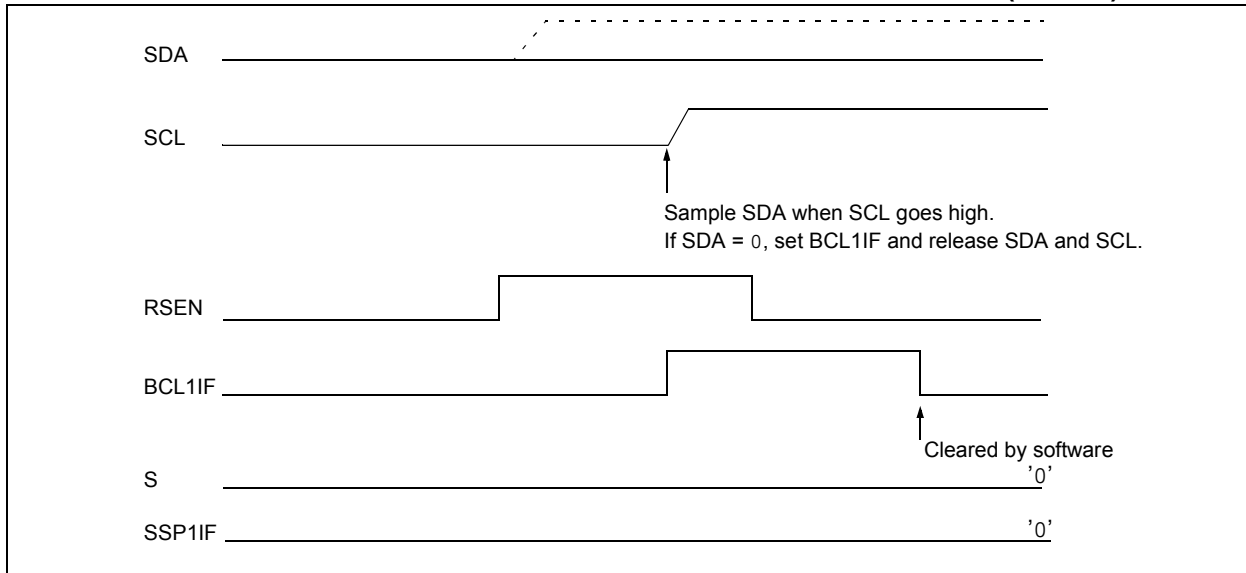 SDA
SCL
Sample SDA when SCL goes high.
If SDA = 0, set BCL1IF and release SDA and SCL.
RSEN
BCL1IF
Cleared by software
S
'0'
SSP1IF
'0'